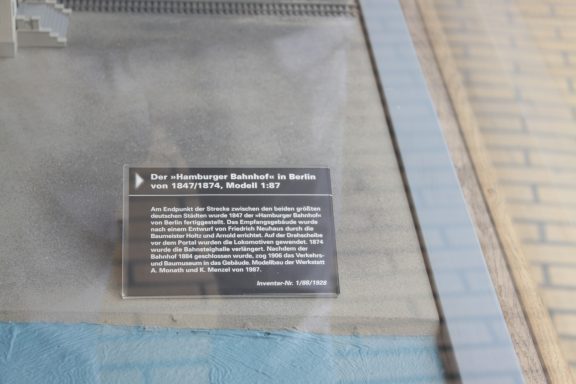 Der »Hamburger Bahnhof« in Berlin
von 1847/1874, Modell 1:87
Am Endpunkt der Strecke zwischen den beiden größten
deutschen Städten wurde 1847 der »Hamburger Bahnhof«
von Berlin fertiggestellt. Das Empfangsgebäude wurde
nach einem Entwurf von Friedrich Neuhaus durch die
Baumeister Holtz und Arnold errichtet. Auf der Drehscheibe
vor dem Portal wurden die Lokomotiven gewendet. 1874
wurde die Bahnsteighalle verlängert. Nachdem der
Bahnhof 1884 geschlossen wurde, zog 1906 das Verkehrs-
und Baumuseum in das Gebäude. Modellbau der Werkstatt
A. Monath und K. Menzel von 1987.
Inventar-Nr. 1/88/1928